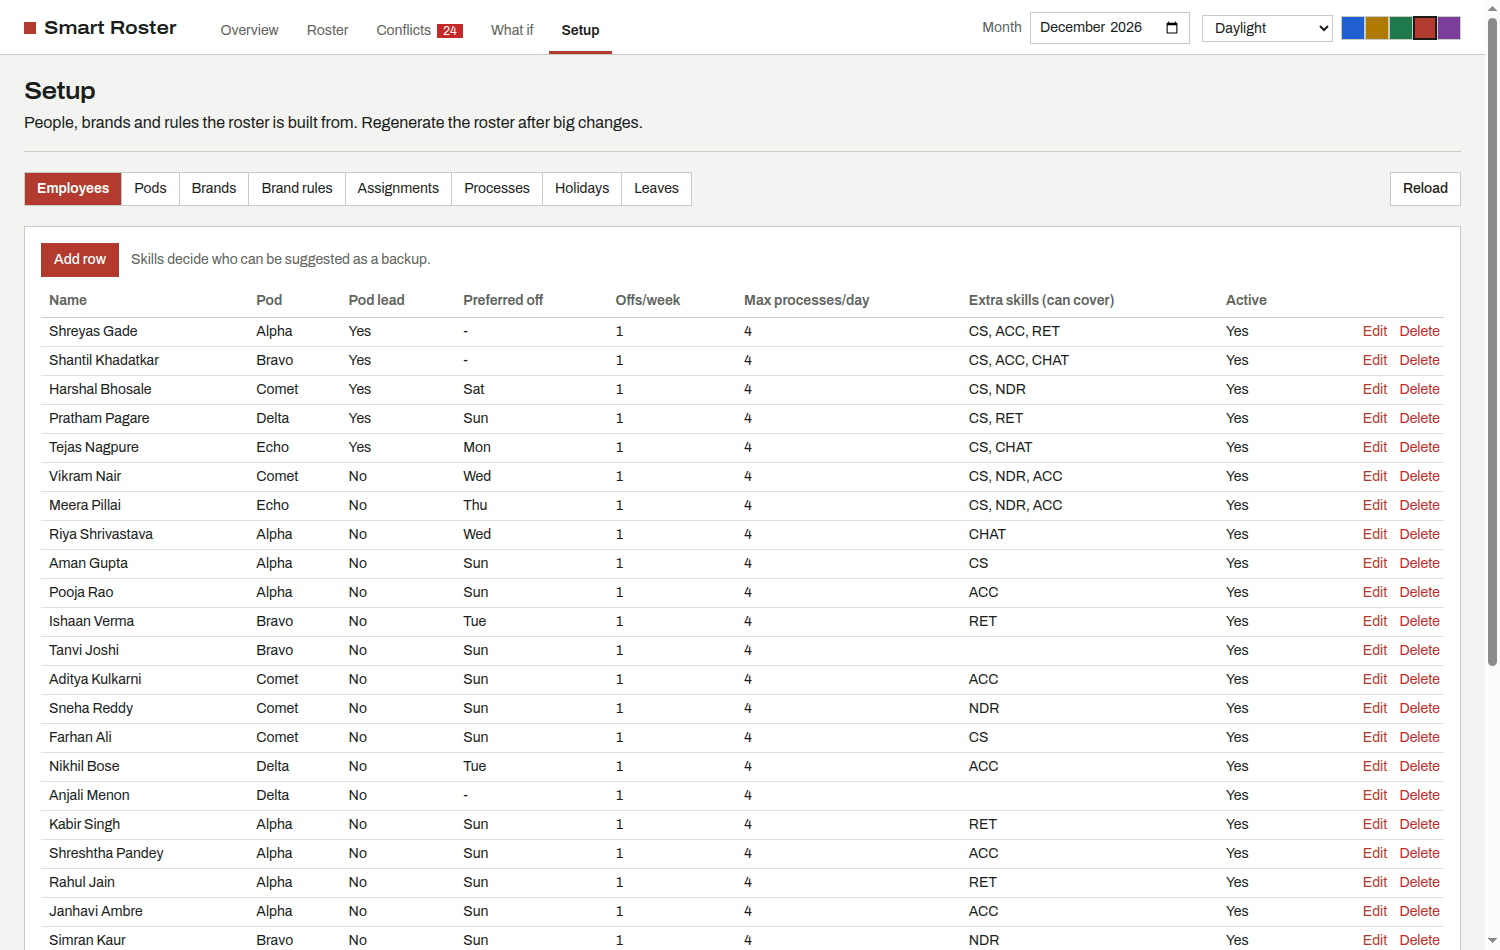 Smart Roster Overview Roster Conflicts 24 What if Setup Month December 2026 Daylight
Setup
People, brands and rules the roster is built from. Regenerate the roster after big changes.
Employees Pods Brands Brand rules Assignments Processes Holidays Leaves Reload
Add row Skills decide who can be suggested as a backup.
Name Pod Pod lead Preferred off Offs/week Max processes/day Extra skills (can cover) Active
Shreyas Gade Alpha Yes - 1 4 CS, ACC, RET Yes Edit Delete
Shantil Khadatkar Bravo Yes - 1 4 CS, ACC, CHAT Yes Edit Delete
Harshal Bhosale Comet Yes Sat 1 4 CS, NDR Yes Edit Delete
Pratham Pagare Delta Yes Sun 1 4 CS, RET Yes Edit Delete
Tejas Nagpure Echo Yes Mon 1 4 CS, CHAT Yes Edit Delete
Vikram Nair Comet No Wed 1 4 CS, NDR, ACC Yes Edit Delete
Meera Pillai Echo No Thu 1 4 CS, NDR, ACC Yes Edit Delete
Riya Shrivastava Alpha No Wed 1 4 CHAT Yes Edit Delete
Aman Gupta Alpha No Sun 1 4 CS Yes Edit Delete
Pooja Rao Alpha No Sun 1 4 ACC Yes Edit Delete
Ishaan Verma Bravo No Tue 1 4 RET Yes Edit Delete
Tanvi Joshi Bravo No Sun 1 4 Yes Edit Delete
Aditya Kulkarni Comet No Sun 1 4 ACC Yes Edit Delete
Sneha Reddy Comet No Sun 1 4 NDR Yes Edit Delete
Farhan Ali Comet No Sun 1 4 CS Yes Edit Delete
Nikhil Bose Delta No Tue 1 4 ACC Yes Edit Delete
Anjali Menon Delta No - 1 4 Yes Edit Delete
Kabir Singh Alpha No Sun 1 4 RET Yes Edit Delete
Shreshtha Pandey Alpha No Sun 1 4 ACC Yes Edit Delete
Rahul Jain Alpha No Sun 1 4 RET Yes Edit Delete
Janhavi Ambre Alpha No Sun 1 4 ACC Yes Edit Delete
Simran Kaur Bravo No Sun 1 4 NDR Yes Edit Delete